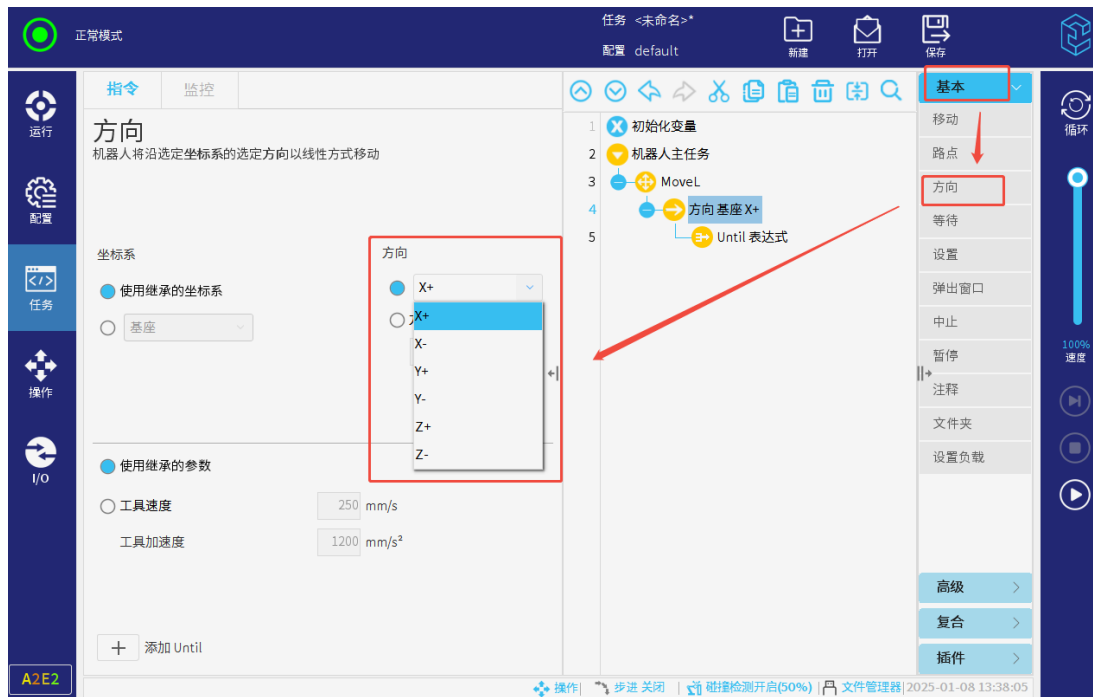 正常模式
任务 <未命名>*
配置 default
新建
打开
保存
运行
配置
任务
操作
I/O
A2E2
指令
监控
方向
机器人将沿选定坐标系的选定方向以线性方式移动
坐标系
使用继承的坐标系
基座
方向
X+
X+
X-
Y+
Y-
Z+
Z-
使用继承的参数
工具速度 250 mm/s
工具加速度 1200 mm/s²
添加 Until
1 初始化变量
2 机器人主任务
3 MoveL
4 方向 基座 X+
5 Until 表达式
基本
移动
路点
方向
等待
设置
弹出窗口
中止
暂停
注释
文件夹
设置负载
高级
复合
插件
循环
100%
速度
操作 | 步进 关闭 | 碰撞检测开启(50%) | 文件管理器 | 2025-01-08 13:38:05